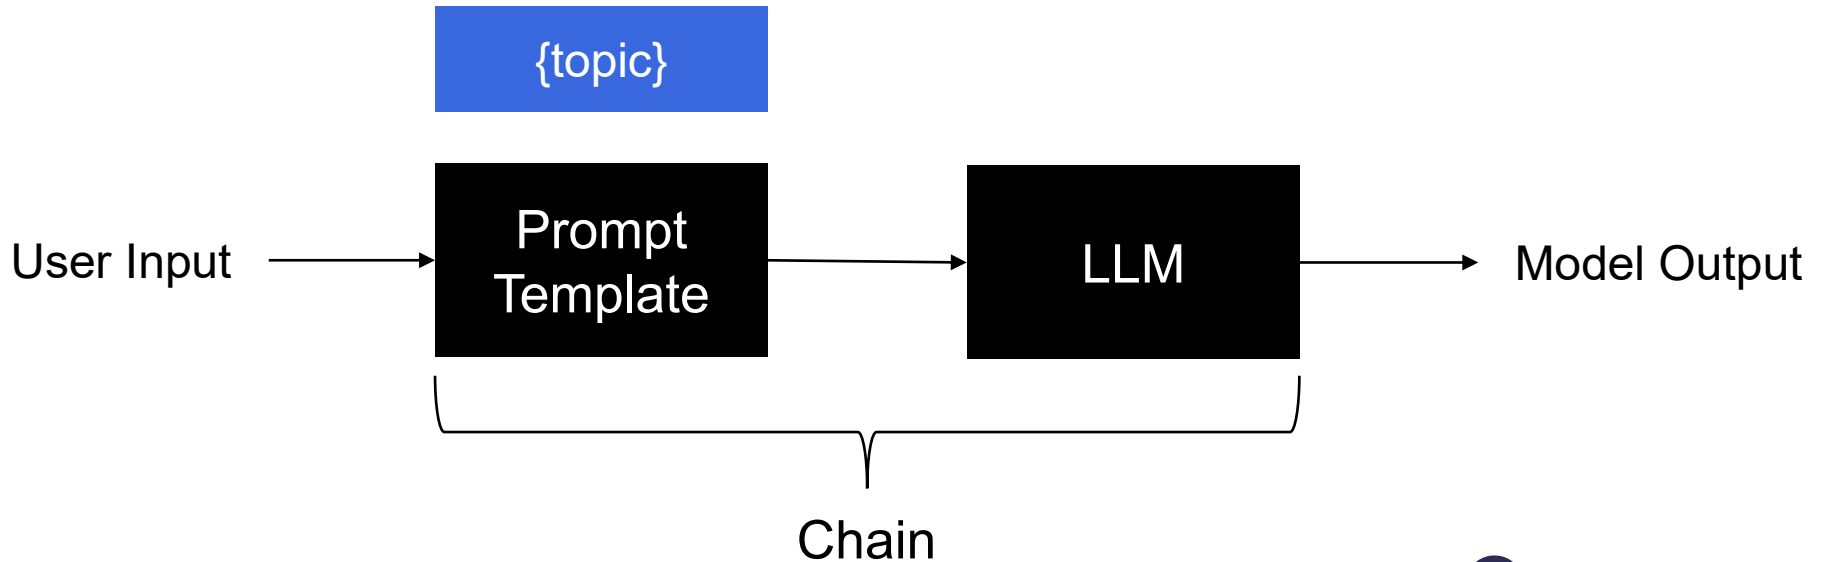 {topic}
User Input
Prompt
Template
LLM
Model Output
Chain